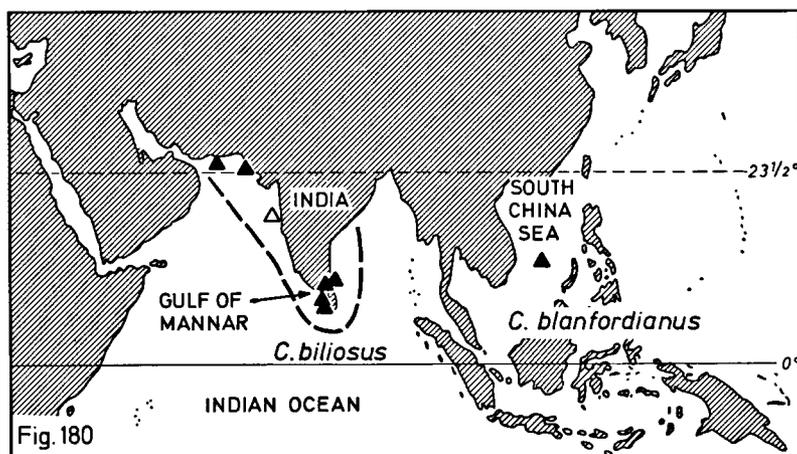 23½°
SOUTH
CHINA
SEA
INDIA
GULF OF
MANNAR
C. blanfordianus
C. biliosus
0°
INDIAN OCEAN
Fig. 180